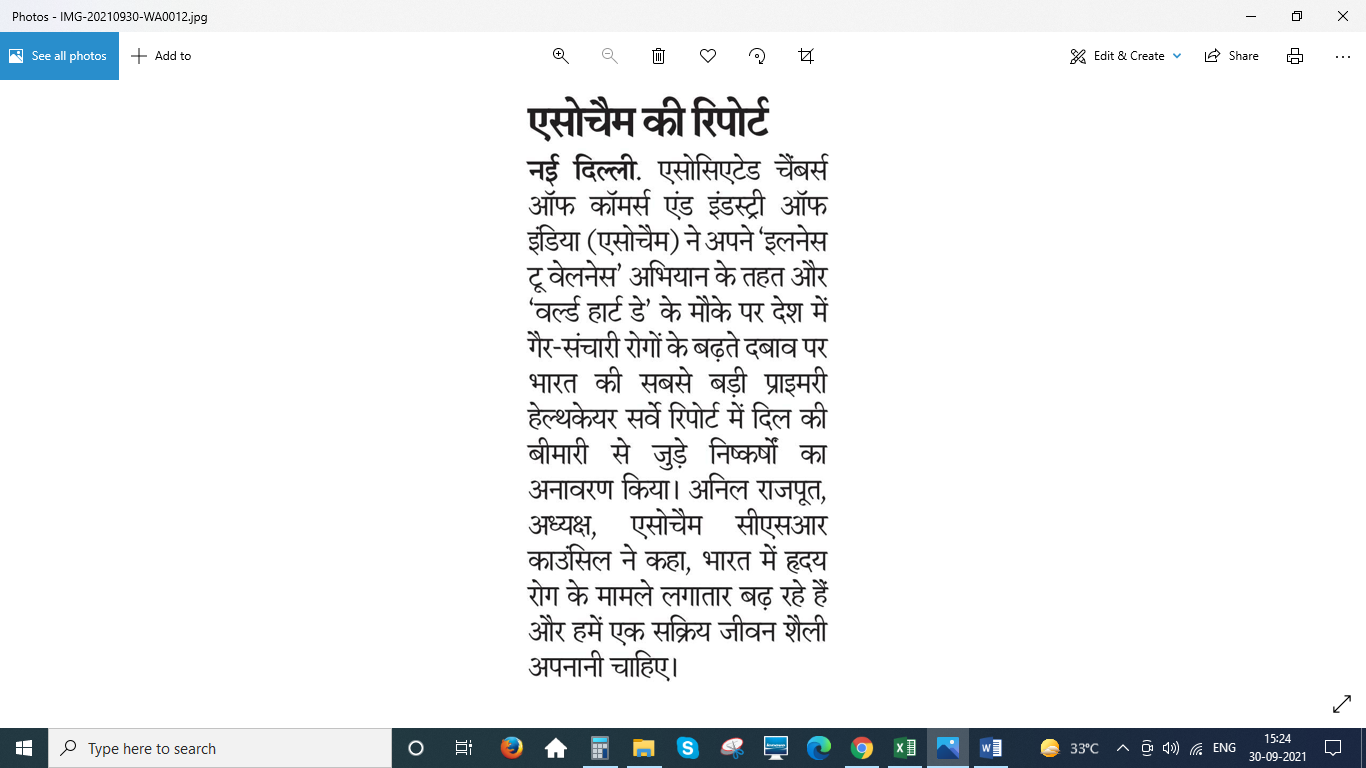 Photos - IMG-20210930-WA0012.jpg
See all photos
Add to
Edit & Create
Share
एसोचैम की रिपोर्ट
नई दिल्ली. एसोसिएटेड चैंबर्स
ऑफ कॉमर्स एंड इंडस्ट्री ऑफ
इंडिया (एसोचैम) ने अपने ‘इलनेस
टू वेलनेस’ अभियान के तहत और
‘वर्ल्ड हार्ट डे’ के मौके पर देश में
गैर-संचारी रोगों के बढ़ते दबाव पर
भारत की सबसे बड़ी प्राइमरी
हेल्थकेयर सर्वे रिपोर्ट में दिल की
बीमारी से जुड़े निष्कर्षों का
अनावरण किया। अनिल राजपूत,
अध्यक्ष, एसोचैम सीएसआर
काउंसिल ने कहा, भारत में हृदय
रोग के मामले लगातार बढ़ रहे हैं
और हमें एक सक्रिय जीवन शैली
अपनानी चाहिए।
Type here to search
33°C
ENG
15:24
30-09-2021